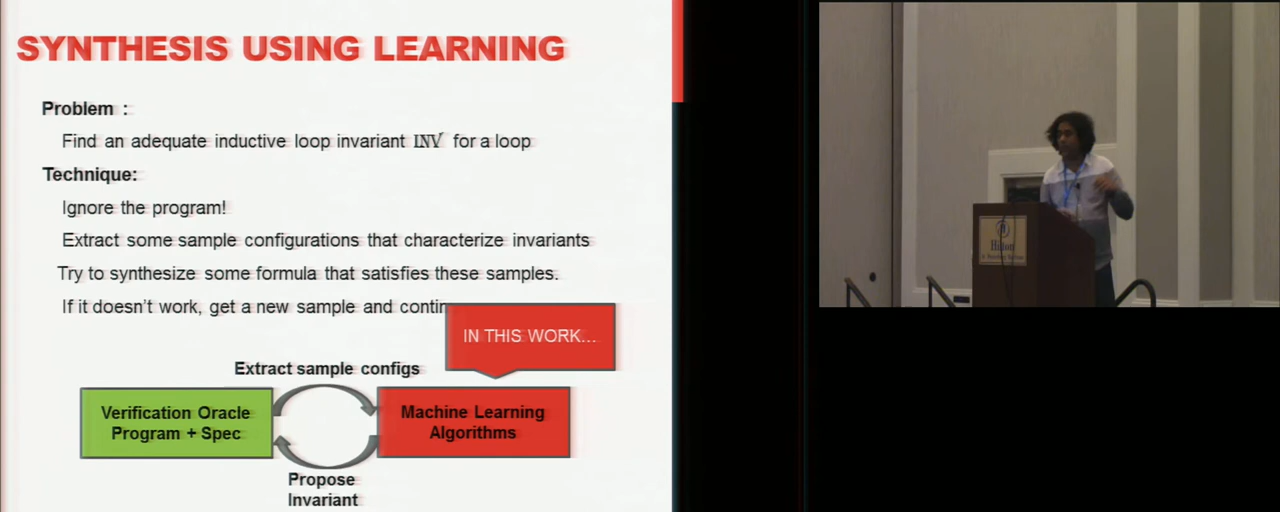 SYNTHESIS USING LEARNING
Problem :
Find an adequate inductive loop invariant INV for a loop
Technique:
Ignore the program!
Extract some sample configurations that characterize invariants
Try to synthesize some formula that satisfies these samples.
If it doesn't work, get a new sample and contin
IN THIS WORK...
Extract sample configs
Verification Oracle
Program + Spec
Machine Learning
Algorithms
Propose
Invariant
Hilton